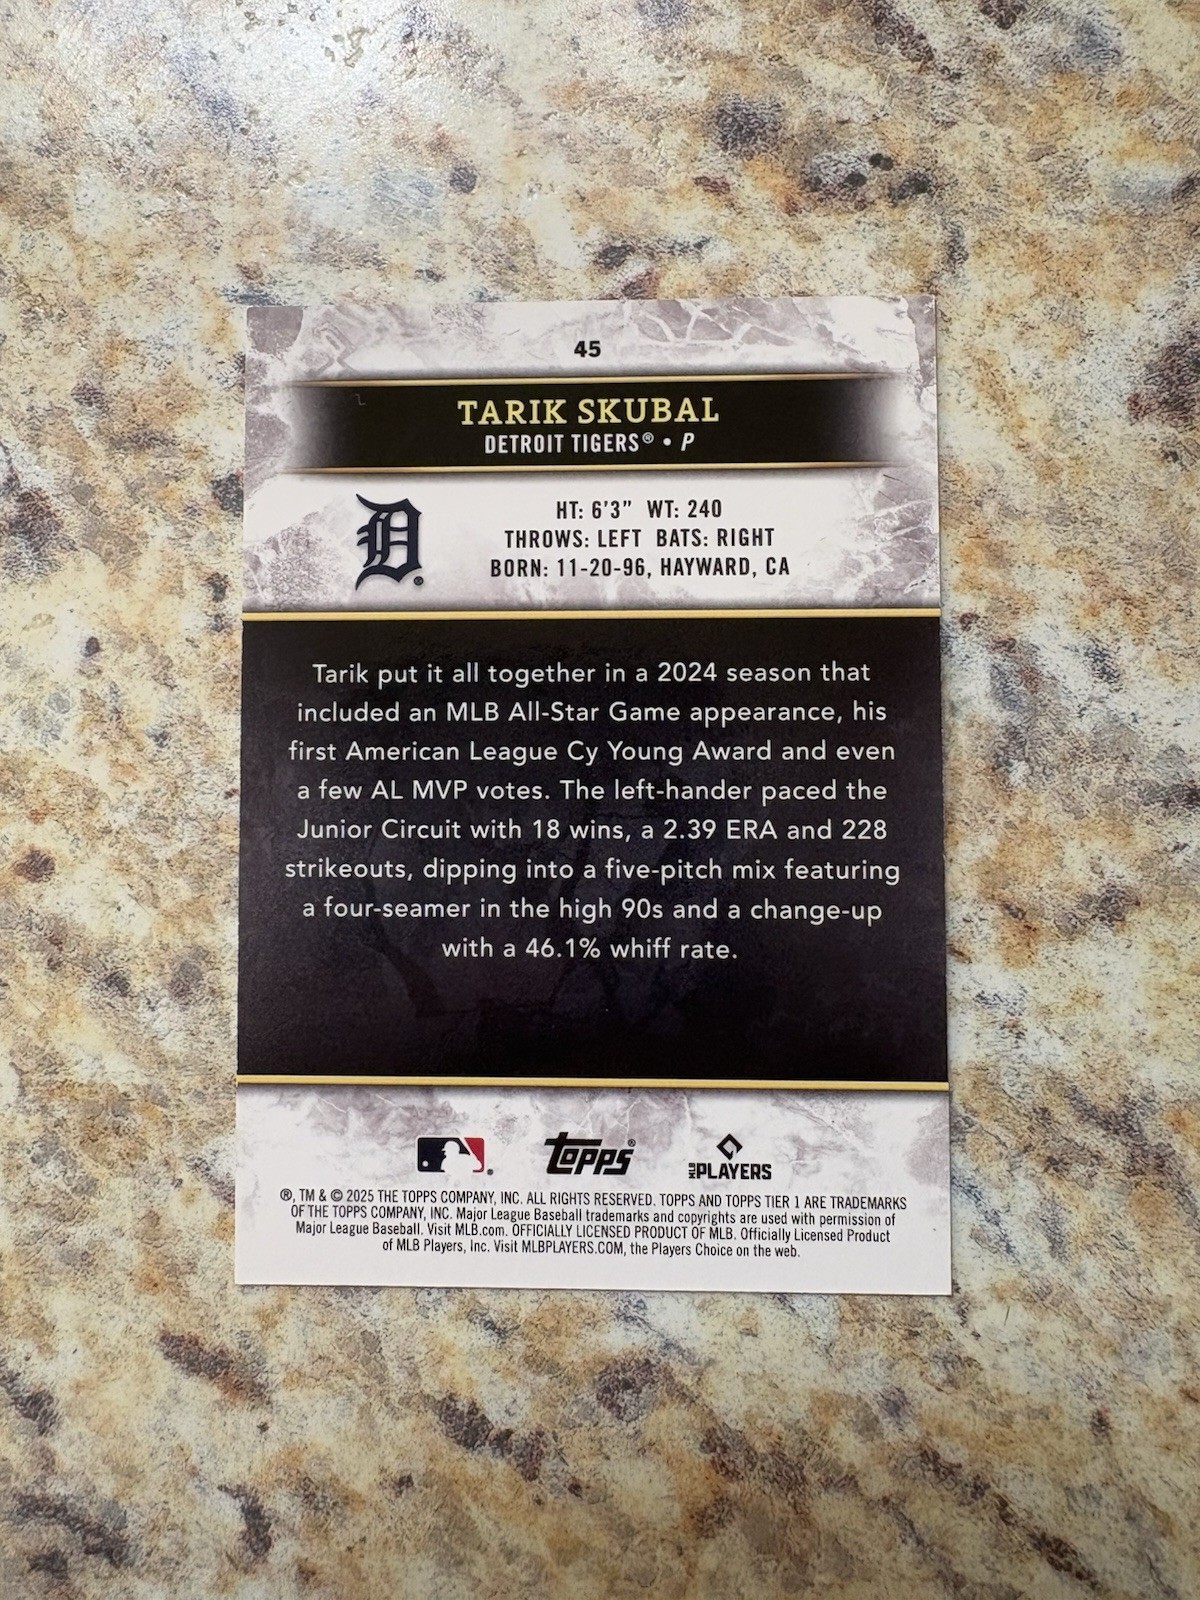 45
TARIK SKUBAL
DETROIT TIGERS® • P
D®
HT: 6'3" WT: 240
THROWS: LEFT BATS: RIGHT
BORN: 11-20-96, HAYWARD, CA
Tarik put it all together in a 2024 season that
included an MLB All-Star Game appearance, his
first American League Cy Young Award and even
a few AL MVP votes. The left-hander paced the
Junior Circuit with 18 wins, a 2.39 ERA and 228
strikeouts, dipping into a five-pitch mix featuring
a four-seamer in the high 90s and a change-up
with a 46.1% whiff rate.
topps® MLB PLAYERS
®, TM & © 2025 THE TOPPS COMPANY, INC. ALL RIGHTS RESERVED. TOPPS AND TOPPS TIER 1 ARE TRADEMARKS
OF THE TOPPS COMPANY, INC. Major League Baseball trademarks and copyrights are used with permission of
Major League Baseball. Visit MLB.com. OFFICIALLY LICENSED PRODUCT OF MLB. Officially Licensed Product
of MLB Players, Inc. Visit MLBPLAYERS.COM, the Players Choice on the web.